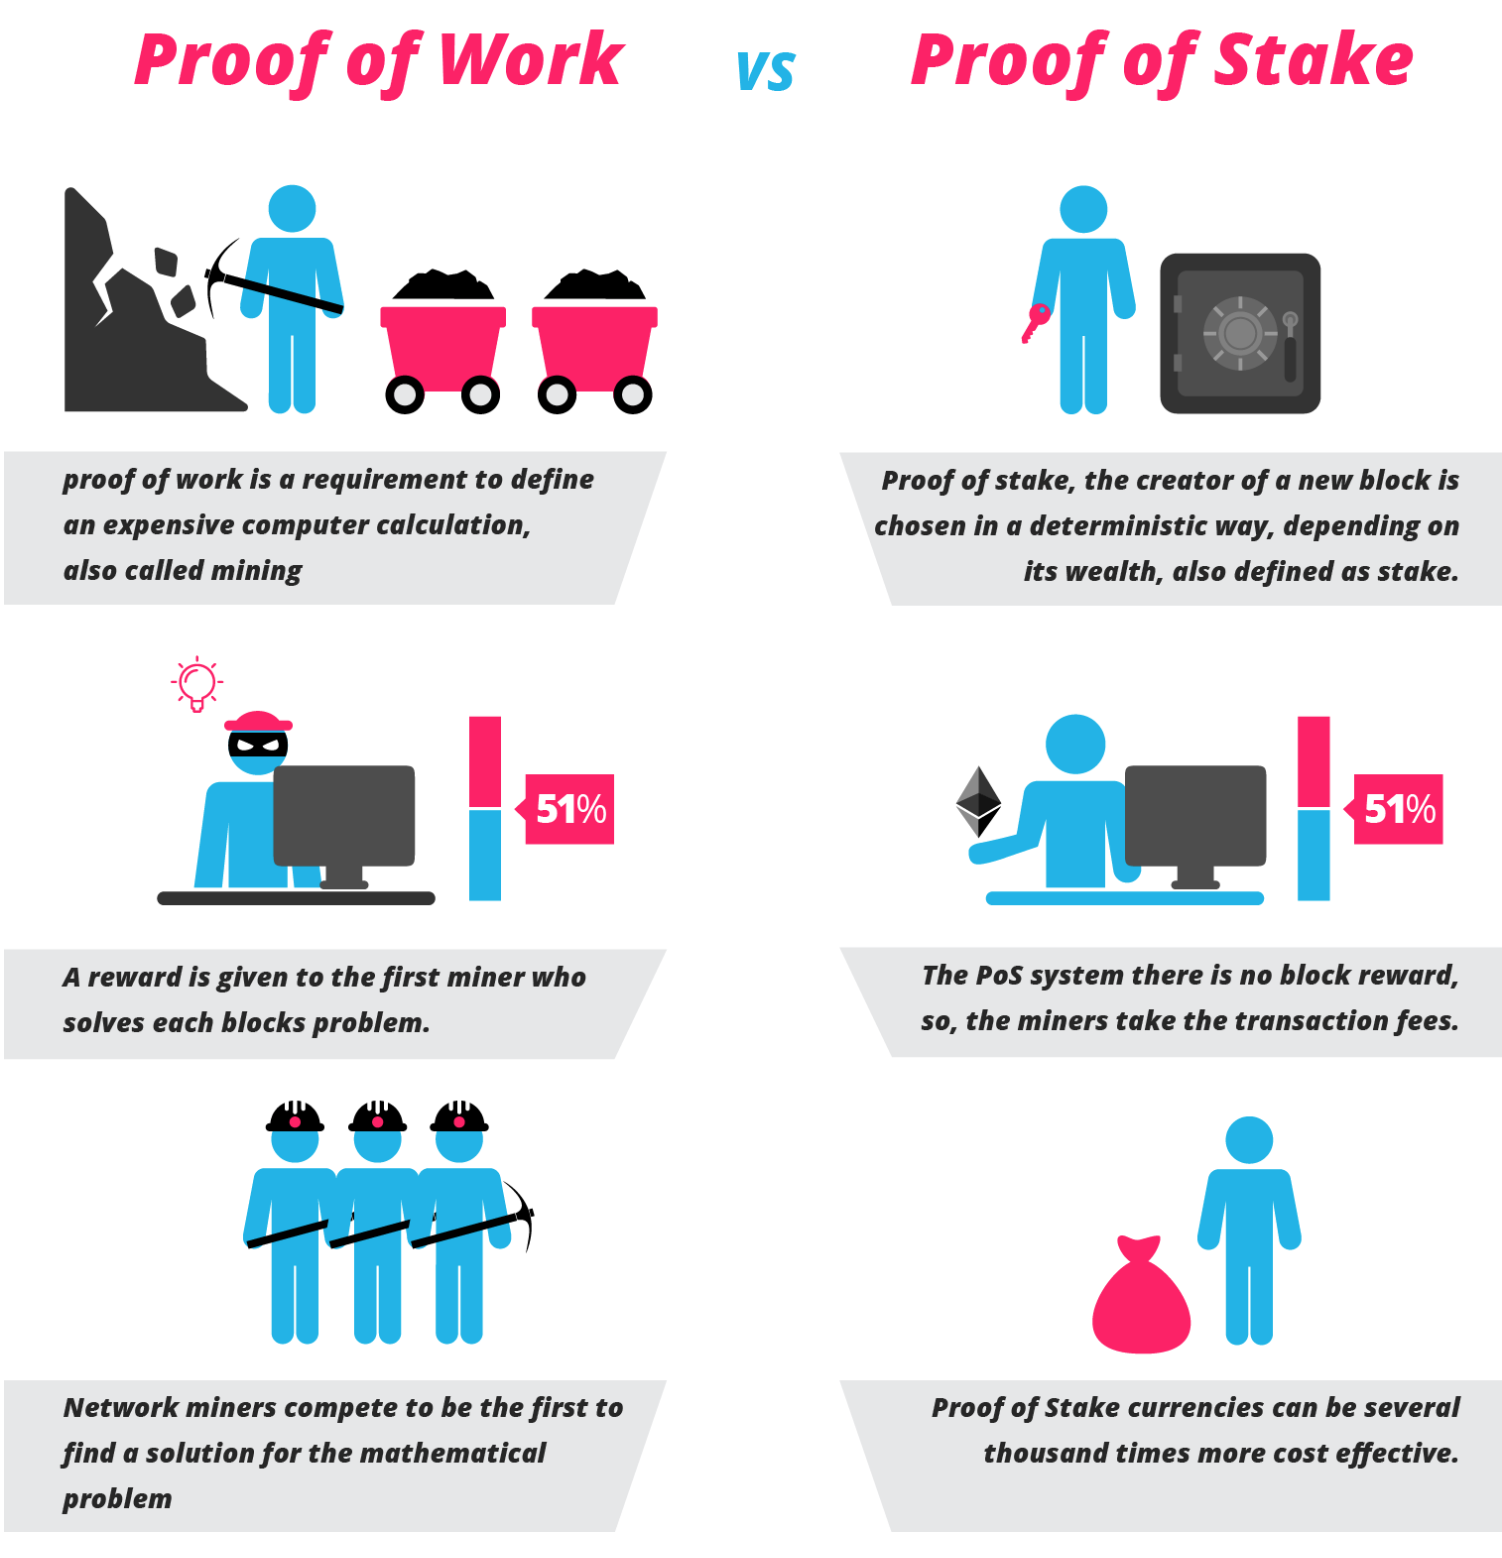 Proof of Work
vs
Proof of Stake
proof of work is a requirement to define
an expensive computer calculation,
also called mining
Proof of stake, the creator of a new block is
chosen in a deterministic way, depending on
its wealth, also defined as stake.
51%
51%
A reward is given to the first miner who
solves each blocks problem.
The PoS system there is no block reward,
so, the miners take the transaction fees.
Network miners compete to be the first to
find a solution for the mathematical
problem
Proof of Stake currencies can be several
thousand times more cost effective.